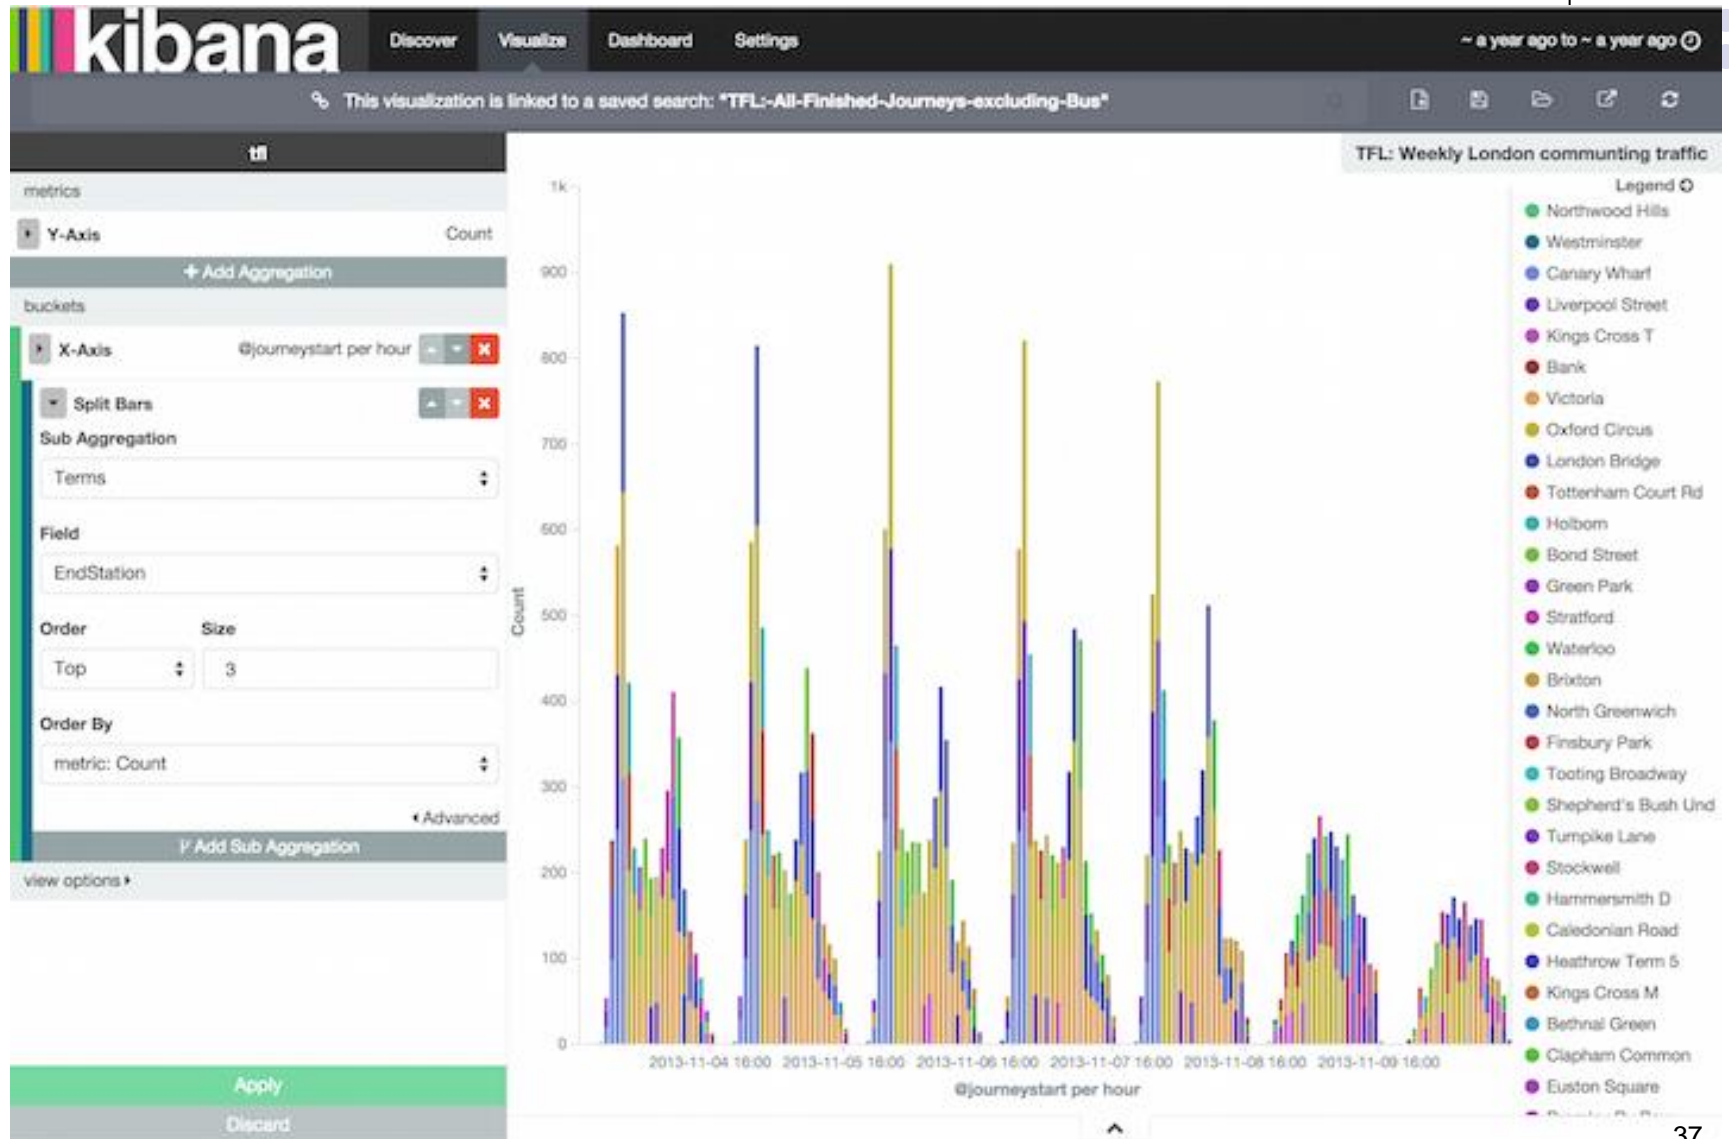 kibana
Discover Visualize Dashboard Settings
~ a year ago to ~ a year ago
This visualization is linked to a saved search: "TFL:-All-Finished-Journeys-excluding-Bus"
tfl
metrics
Y-Axis Count
+ Add Aggregation
buckets
X-Axis @journeystart per hour
Split Bars
Sub Aggregation
Terms
Field
EndStation
Order Size
Top 3
Order By
metric: Count
Advanced
Add Sub Aggregation
view options
Apply
Discard
TFL: Weekly London communting traffic
1k
900
800
700
600
500
400
300
200
100
0
Count
2013-11-04 16:00 2013-11-05 16:00 2013-11-06 16:00 2013-11-07 16:00 2013-11-08 16:00 2013-11-09 16:00
@journeystart per hour
Legend
Northwood Hills
Westminster
Canary Wharf
Liverpool Street
Kings Cross T
Bank
Victoria
Oxford Circus
London Bridge
Tottenham Court Rd
Holborn
Bond Street
Green Park
Stratford
Waterloo
Brixton
North Greenwich
Finsbury Park
Tooting Broadway
Shepherd's Bush Und
Turnpike Lane
Stockwell
Hammersmith D
Caledonian Road
Heathrow Term 5
Kings Cross M
Bethnal Green
Clapham Common
Euston Square
37